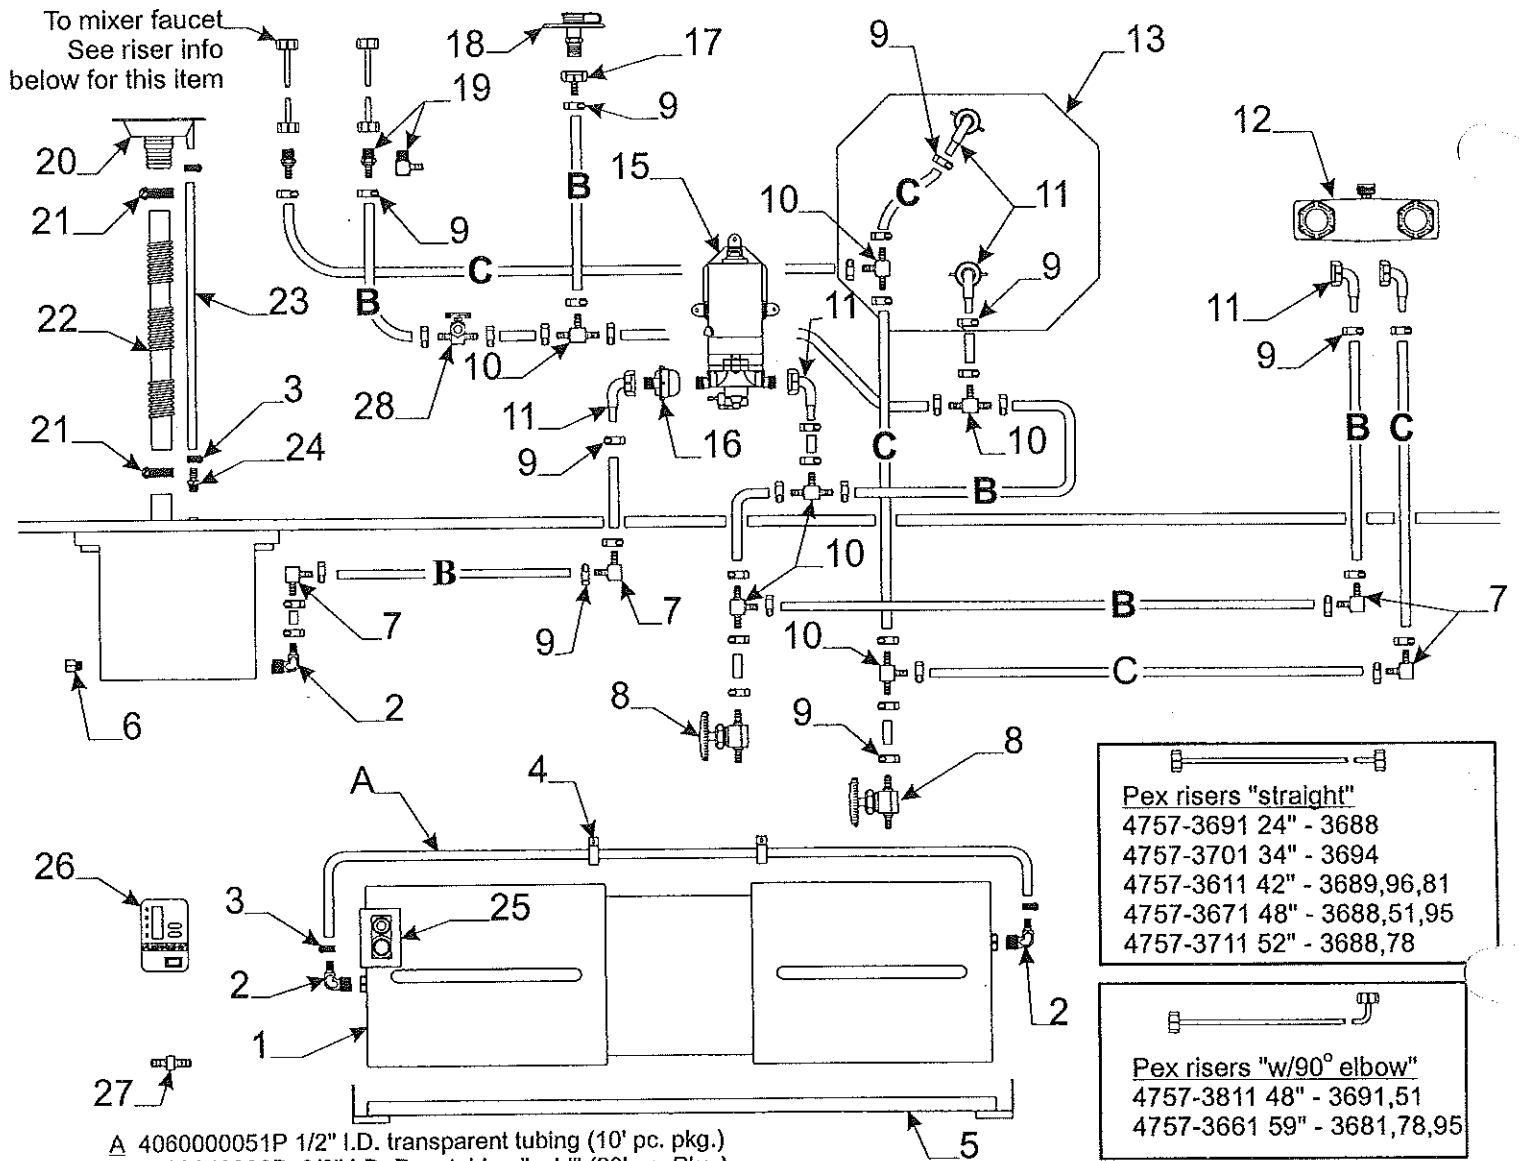 To mixer faucet
See riser info
below for this item
18
17
9
13
19
9
9
12
20
15
B
C
10
11
21
9
C
9
23
B
11
11
22
10
9
28
3
11
B
C
21
16
C
10
24
9
B
10
B
7
B
7
9
10
C
2
6
8
9
8
4
A
Pex risers "straight"
4757-3691 24" - 3688
4757-3701 34" - 3694
4757-3611 42" - 3689,96,81
4757-3671 48" - 3688,51,95
4757-3711 52" - 3688,78
26
3
25
2
2
1
Pex risers "w/90° elbow"
4757-3811 48" - 3691,51
4757-3661 59" - 3681,78,95
27
5
A 4060000051P 1/2" I.D. transparent tubing (10' pc. pkg.)